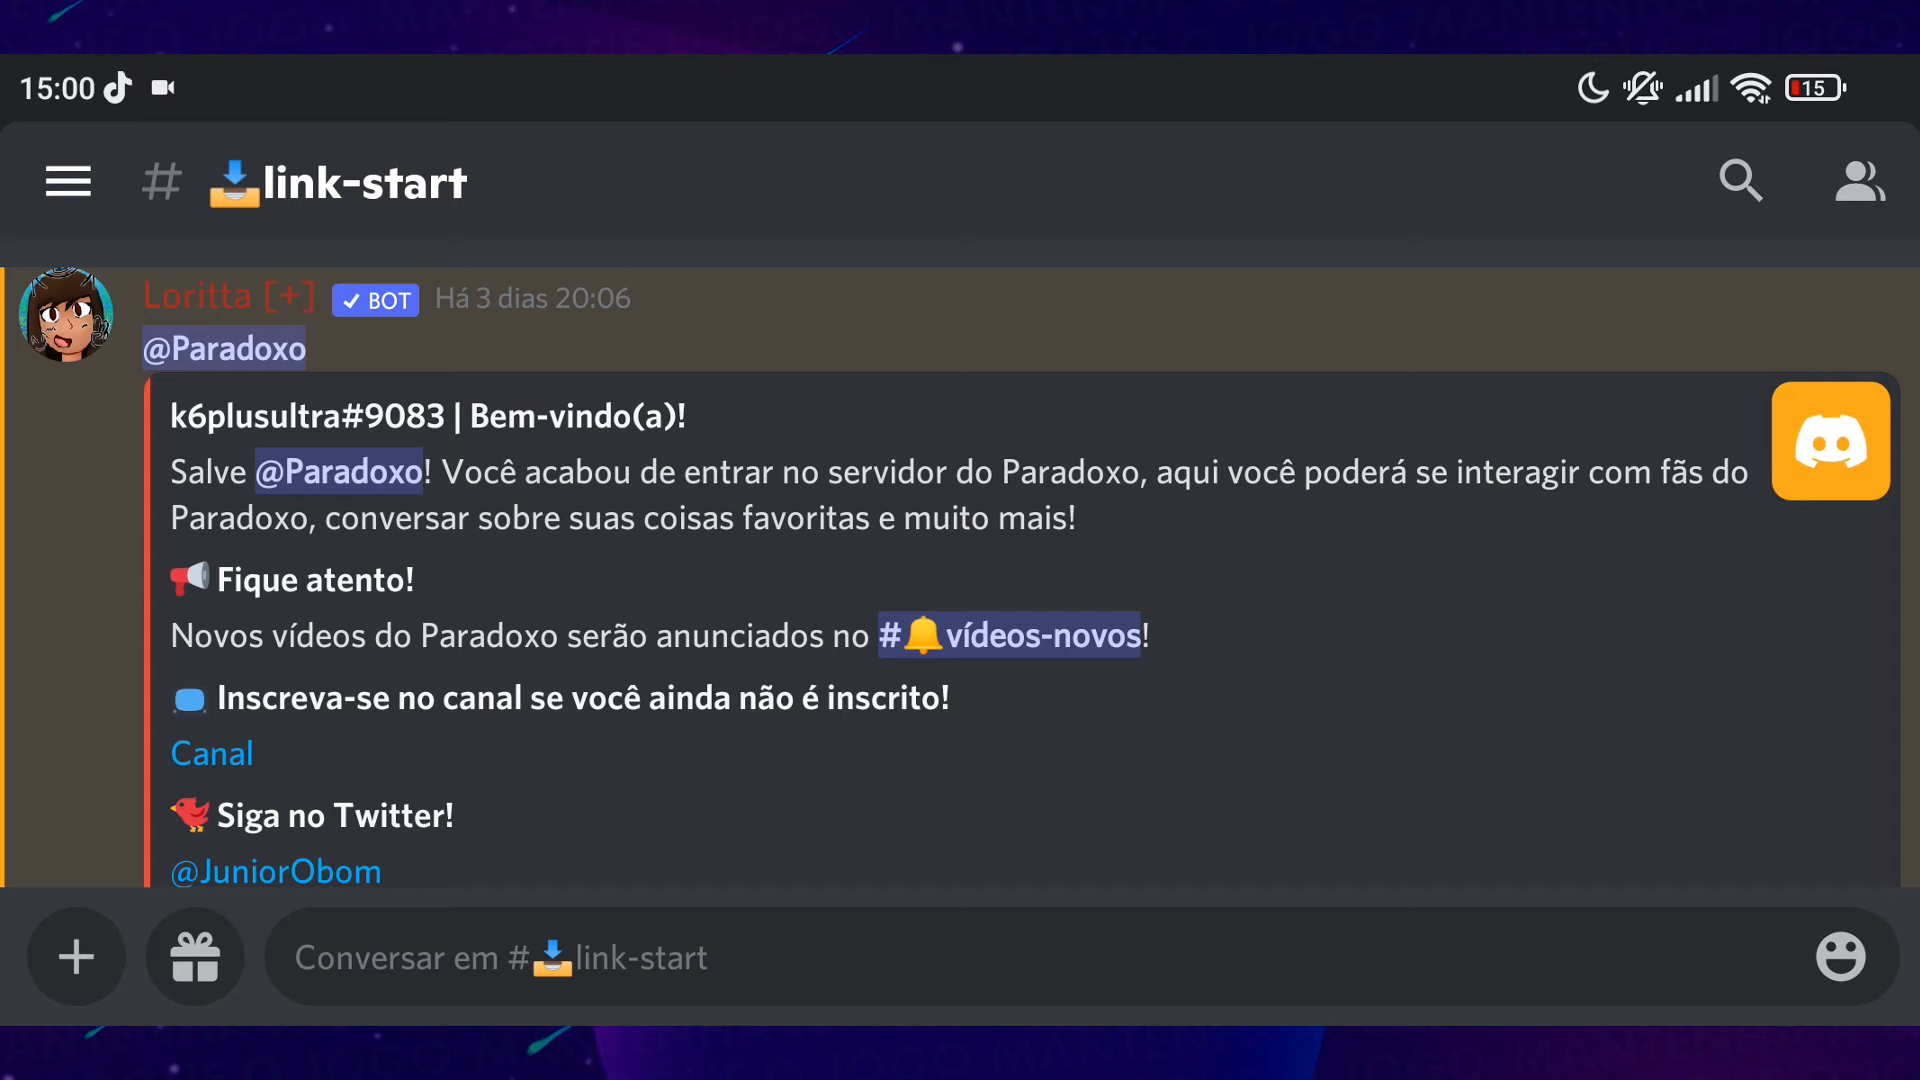 15:00
15
# 📥link-start
Loritta [+] ✓ BOT Há 3 dias 20:06
@Paradoxo
k6plusultra#9083 | Bem-vindo(a)!
Salve @Paradoxo! Você acabou de entrar no servidor do Paradoxo, aqui você poderá se interagir com fãs do
Paradoxo, conversar sobre suas coisas favoritas e muito mais!
📢 Fique atento!
Novos vídeos do Paradoxo serão anunciados no #🔔vídeos-novos!
Inscreva-se no canal se você ainda não é inscrito!
Canal
Siga no Twitter!
@JuniorObom
Conversar em #📥link-start